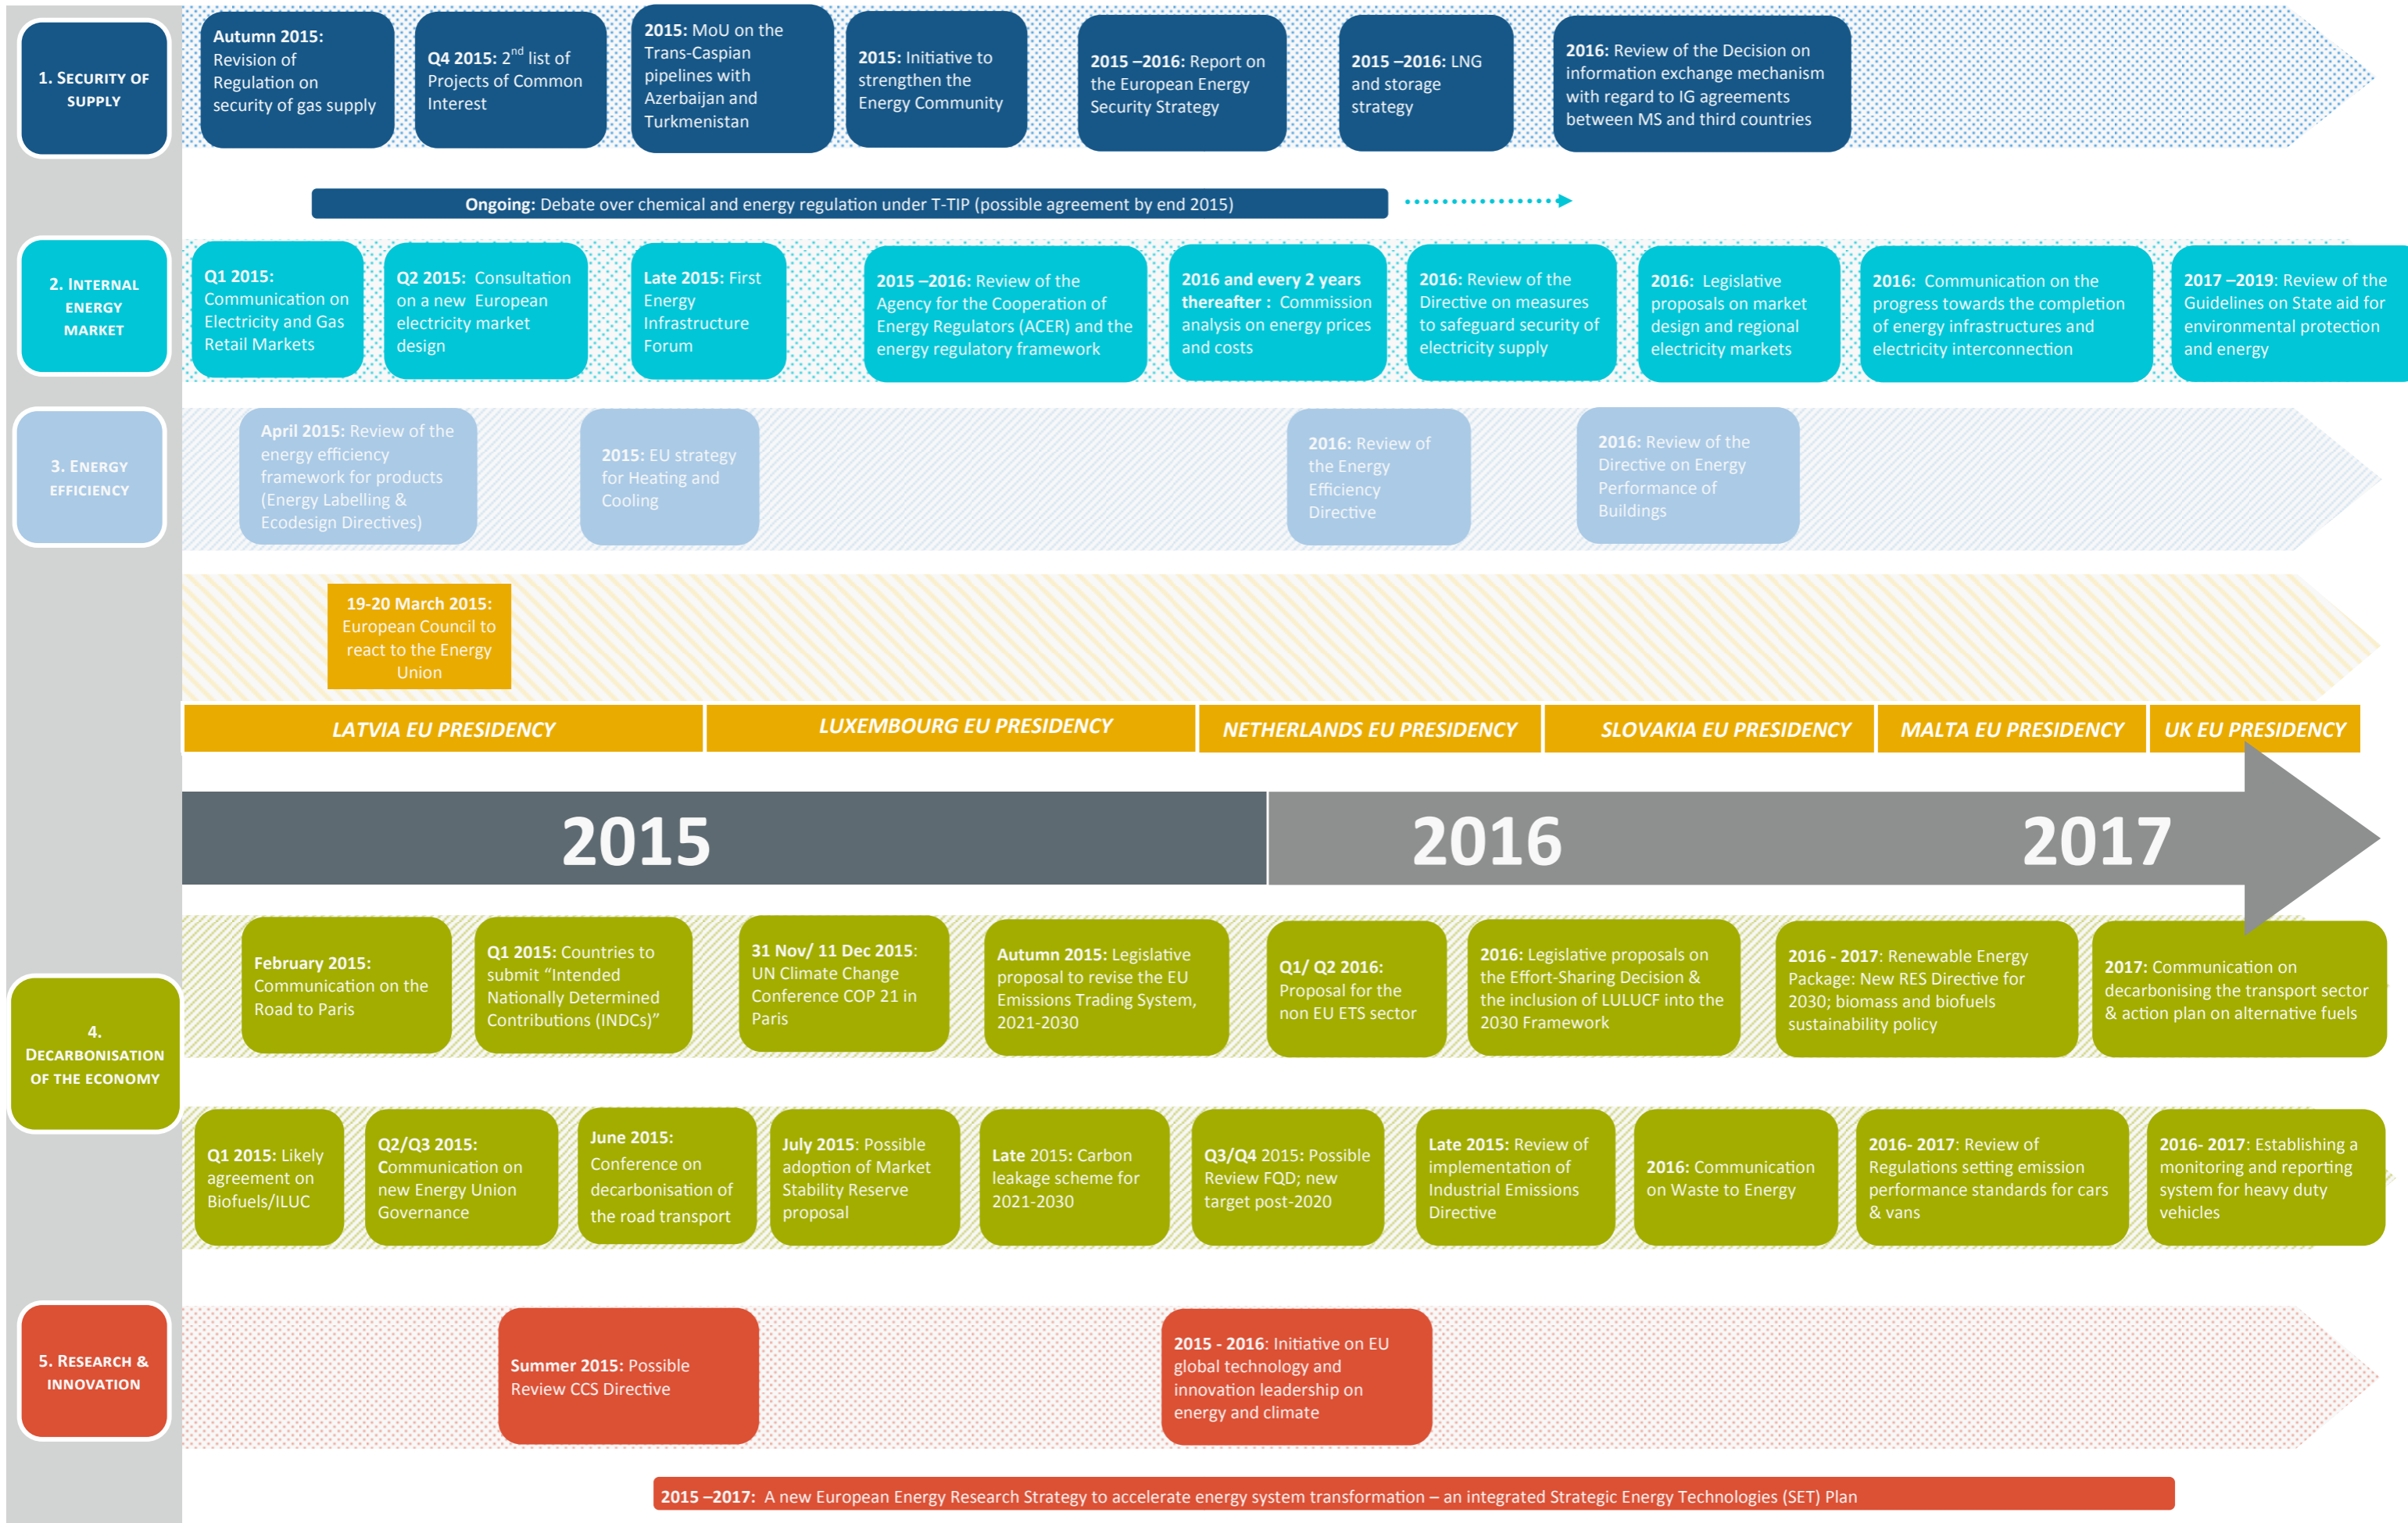 1. SECURITY OF
SUPPLY
Autumn 2015:
Revision of
Regulation on
security of gas supply
Q4 2015: 2nd list of
Projects of Common
Interest
2015: MoU on the
Trans-Caspian
pipelines with
Azerbaijan and
Turkmenistan
2015: Initiative to
strengthen the
Energy Community
2015 –2016: Report on
the European Energy
Security Strategy
2015 –2016: LNG
and storage
strategy
2016: Review of the Decision on
information exchange mechanism
with regard to IG agreements
between MS and third countries
Ongoing: Debate over chemical and energy regulation under T-TIP (possible agreement by end 2015)
2. INTERNAL
ENERGY
MARKET
Q1 2015:
Communication on
Electricity and Gas
Retail Markets
Q2 2015: Consultation
on a new European
electricity market
design
Late 2015: First
Energy
Infrastructure
Forum
2015 –2016: Review of the
Agency for the Cooperation of
Energy Regulators (ACER) and the
energy regulatory framework
2016 and every 2 years
thereafter : Commission
analysis on energy prices
and costs
2016: Review of the
Directive on measures
to safeguard security of
electricity supply
2016: Legislative
proposals on market
design and regional
electricity markets
2016: Communication on the
progress towards the completion
of energy infrastructures and
electricity interconnection
2017 –2019: Review of the
Guidelines on State aid for
environmental protection
and energy
3. ENERGY
EFFICIENCY
April 2015: Review of the
energy efficiency
framework for products
(Energy Labelling &
Ecodesign Directives)
2015: EU strategy
for Heating and
Cooling
2016: Review of
the Energy
Efficiency
Directive
2016: Review of the
Directive on Energy
Performance of
Buildings
19-20 March 2015:
European Council to
react to the Energy
Union
LATVIA EU PRESIDENCY
LUXEMBOURG EU PRESIDENCY
NETHERLANDS EU PRESIDENCY
SLOVAKIA EU PRESIDENCY
MALTA EU PRESIDENCY
UK EU PRESIDENCY
2015
2016
2017
4.
DECARBONISATION
OF THE ECONOMY
February 2015:
Communication on the
Road to Paris
Q1 2015: Countries to
submit “Intended
Nationally Determined
Contributions (INDCs)”
31 Nov/ 11 Dec 2015:
UN Climate Change
Conference COP 21 in
Paris
Autumn 2015: Legislative
proposal to revise the EU
Emissions Trading System,
2021-2030
Q1/ Q2 2016:
Proposal for the
non EU ETS sector
2016: Legislative proposals on
the Effort-Sharing Decision &
the inclusion of LULUCF into the
2030 Framework
2016 - 2017: Renewable Energy
Package: New RES Directive for
2030; biomass and biofuels
sustainability policy
2017: Communication on
decarbonising the transport sector
& action plan on alternative fuels
Q1 2015: Likely
agreement on
Biofuels/ILUC
Q2/Q3 2015:
Communication on
new Energy Union
Governance
June 2015:
Conference on
decarbonisation of
the road transport
July 2015: Possible
adoption of Market
Stability Reserve
proposal
Late 2015: Carbon
leakage scheme for
2021-2030
Q3/Q4 2015: Possible
Review FQD; new
target post-2020
Late 2015: Review of
implementation of
Industrial Emissions
Directive
2016: Communication
on Waste to Energy
2016- 2017: Review of
Regulations setting emission
performance standards for cars
& vans
2016- 2017: Establishing a
monitoring and reporting
system for heavy duty
vehicles
5. RESEARCH &
INNOVATION
Summer 2015: Possible
Review CCS Directive
2015 - 2016: Initiative on EU
global technology and
innovation leadership on
energy and climate
2015 –2017: A new European Energy Research Strategy to accelerate energy system transformation – an integrated Strategic Energy Technologies (SET) Plan